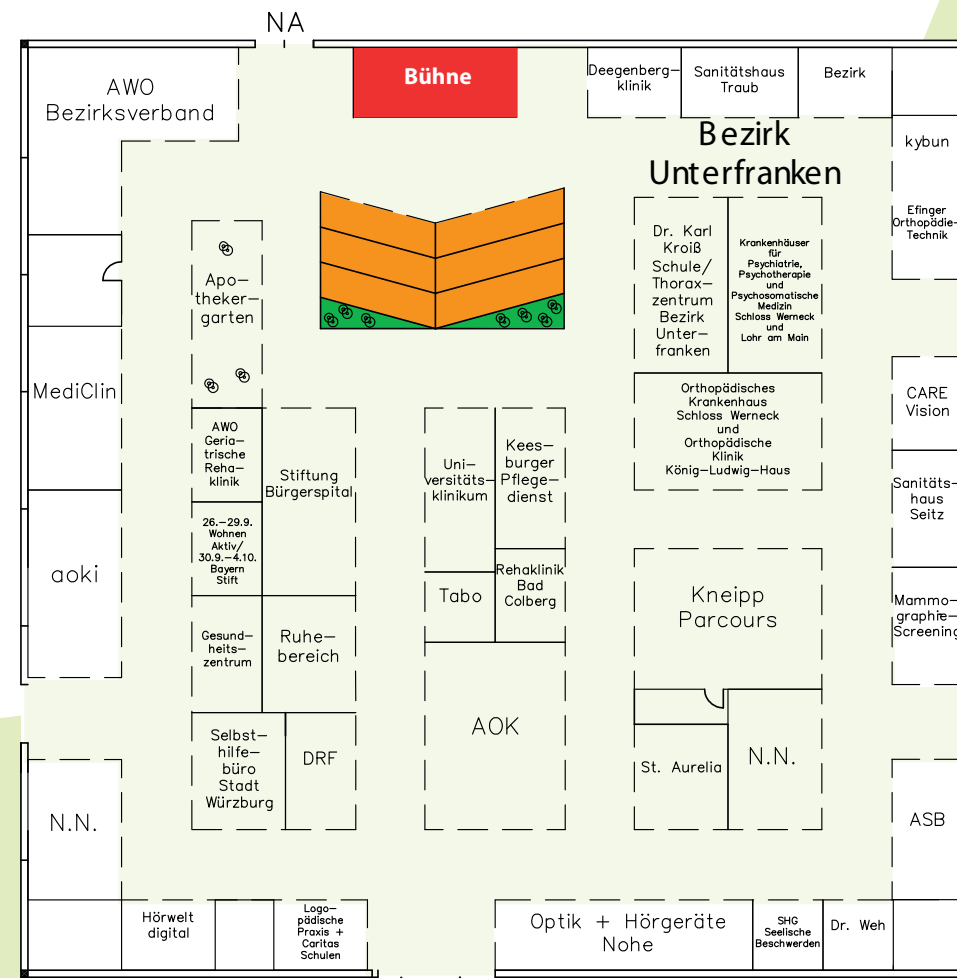 NA
Bühne
AWO
Bezirksverband
Deegenberg–
klinik
Sanitätshaus
Traub
Bezirk
Bezirk
Unterfranken
kybun
Efinger
Orthopädie–
Technik
Apo–
theker–
garten
Dr. Karl
Kroiß
Schule/
Thorax–
zentrum
Bezirk
Unter–
franken
Krankenhäuser
für
Psychiatrie,
Psychotherapie
und
Psychosomatische
Medizin
Schloss Werneck
und
Lohr am Main
MediClin
Orthopädisches
Krankenhaus
Schloss Werneck
und
Orthopädische
Klinik
König–Ludwig–Haus
CARE
Vision
AWO
Geria–
trische
Reha–
klinik
Stiftung
Bürgerspital
Uni–
versitäts–
klinikum
Kees–
burger
Pflege–
dienst
Sanitäts–
haus
Seitz
26.–29.9.
Wohnen
Aktiv/
30.9.–4.10.
Bayern
Stift
aoki
Tabo
Rehaklinik
Bad
Colberg
Kneipp
Parcours
Mammo–
graphie–
Screening
Gesund–
heits–
zentrum
Ruhe–
bereich
AOK
Selbst–
hilfe–
büro
Stadt
Würzburg
DRF
St. Aurelia
N.N.
N.N.
ASB
Hörwelt
digital
Logo–
pädische
Praxis +
Caritas
Schulen
Optik + Hörgeräte
Nohe
SHG
Seelische
Beschwerden
Dr. Weh